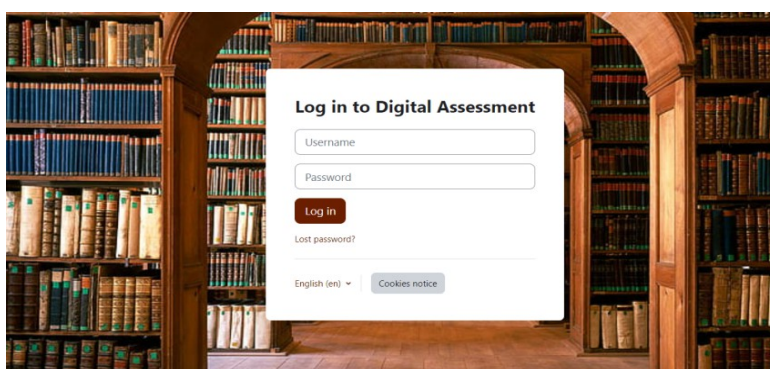 Log in to Digital Assessment
Username
Password
Log in
Lost password?
English (en)
Cookies notice